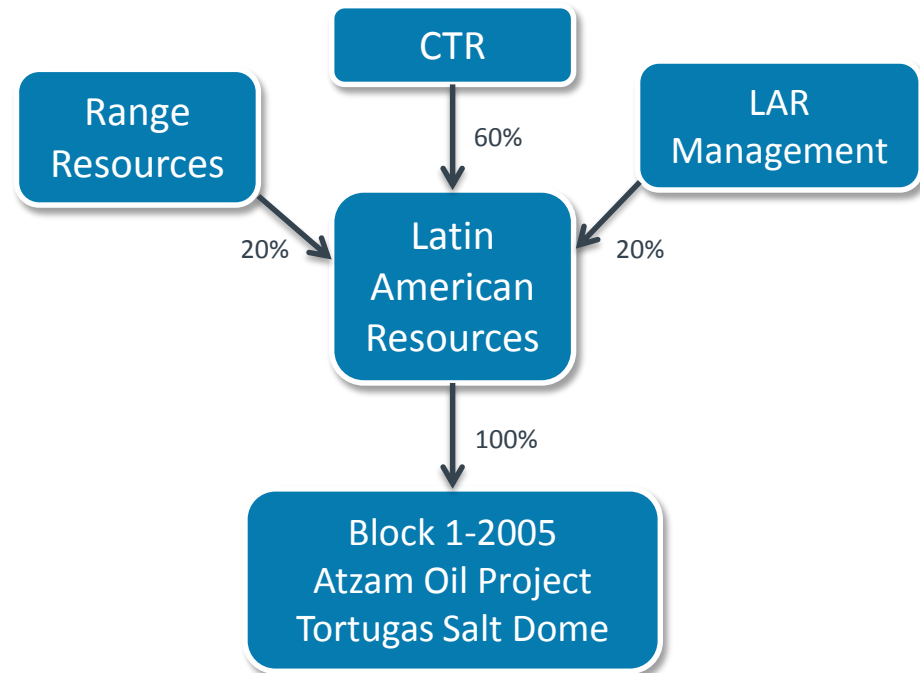 CTR
Range
Resources
LAR
Management
60%
20%
20%
Latin
American
Resources
100%
Block 1-2005
Atzam Oil Project
Tortugas Salt Dome